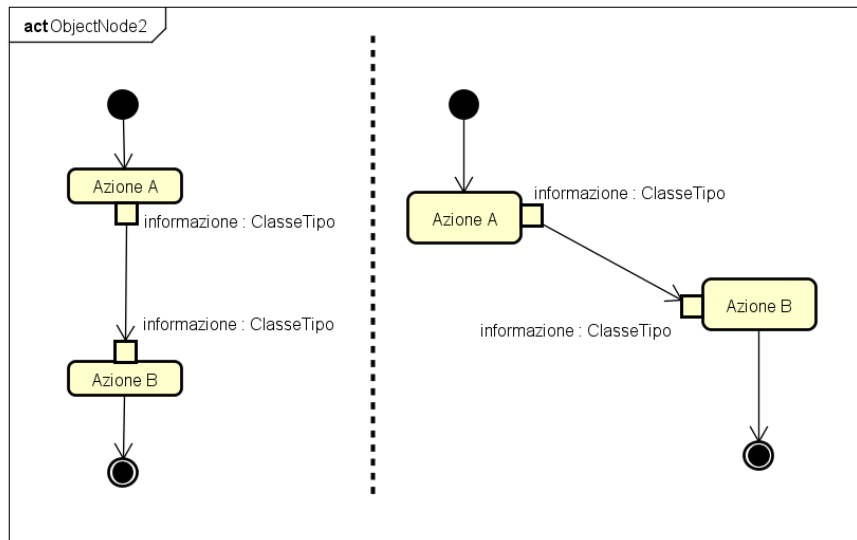 act ObjectNode2
Azione A
informazione : ClasseTipo
informazione : ClasseTipo
Azione B
informazione : ClasseTipo
Azione A
Azione B
informazione : ClasseTipo